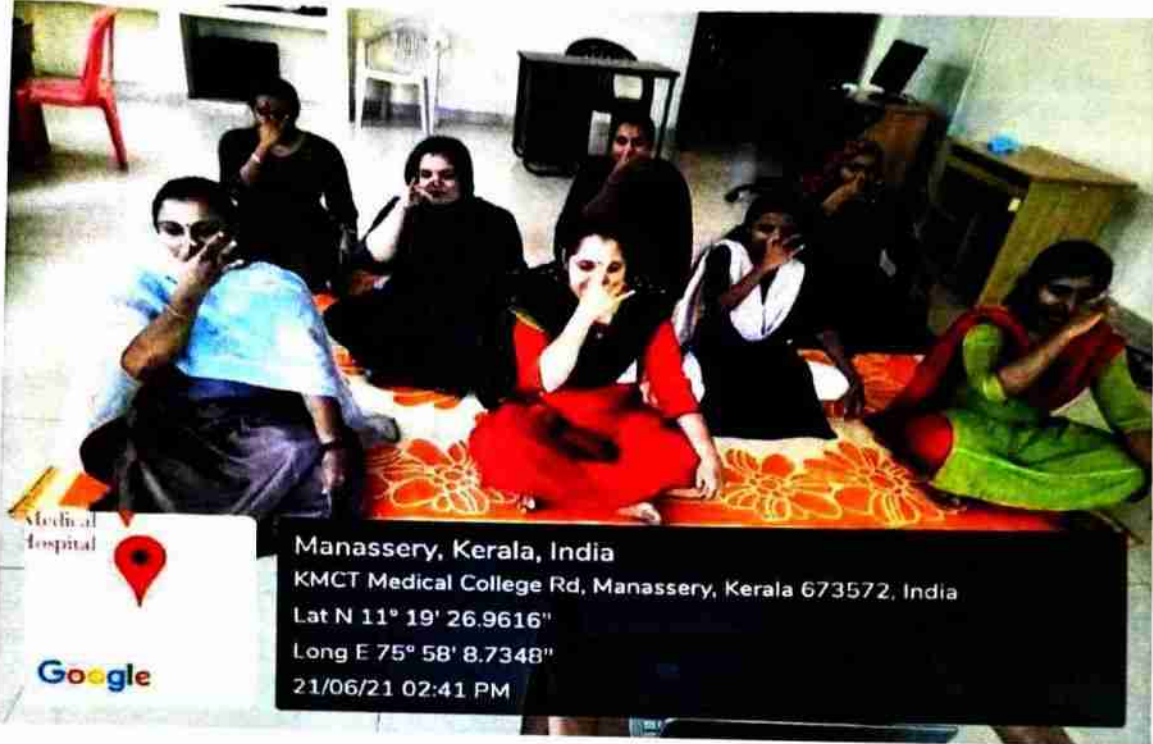 Medical
Hospital
Google
Manassery, Kerala, India
KMCT Medical College Rd, Manassery, Kerala 673572, India
Lat N 11° 19' 26.9616"
Long E 75° 58' 8.7348"
21/06/21 02:41 PM